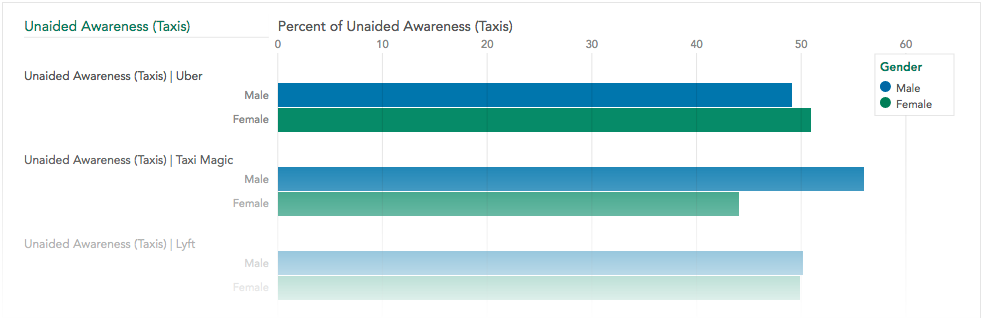 Unaided Awareness (Taxis)
Percent of Unaided Awareness (Taxis)
0 10 20 30 40 50 60
Gender
Male
Female
Unaided Awareness (Taxis) | Uber
Male
Female
Unaided Awareness (Taxis) | Taxi Magic
Male
Female
Unaided Awareness (Taxis) | Lyft
Male
Female